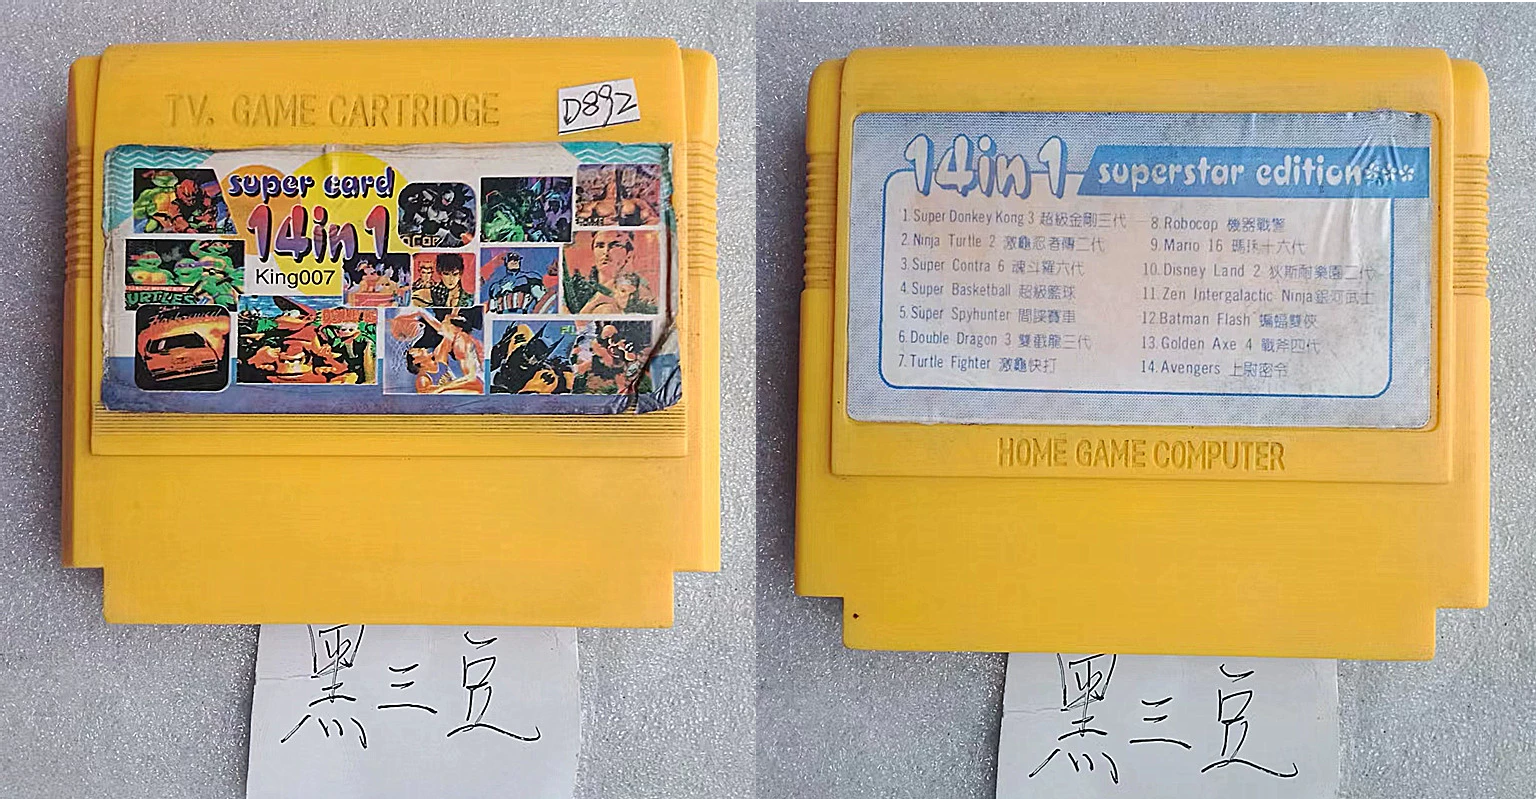 TV. GAME CARTRIDGE
D892
super card
14in1
King007
TURTLES
黑三豆
14in1 superstar edition***
1.Super Donkey Kong 3 超級金剛三代
2.Ninja Turtle 2 激龜忍者傳二代
3.Super Contra 6 魂斗羅六代
4.Super Basketball 超級籃球
5.Super Spyhunter 間諜賽車
6.Double Dragon 3 雙截龍三代
7.Turtle Fighter 激龜快打
8.Robocop 機器戰警
9.Mario 16 瑪琍十六代
10.Disney Land 2 狄斯耐樂園二代
11.Zen Intergalactic Ninja 銀河武士
12.Batman Flash 蝙蝠雙俠
13.Golden Axe 4 戰斧四代
14.Avengers 上尉密令
HOME GAME COMPUTER
黑三豆